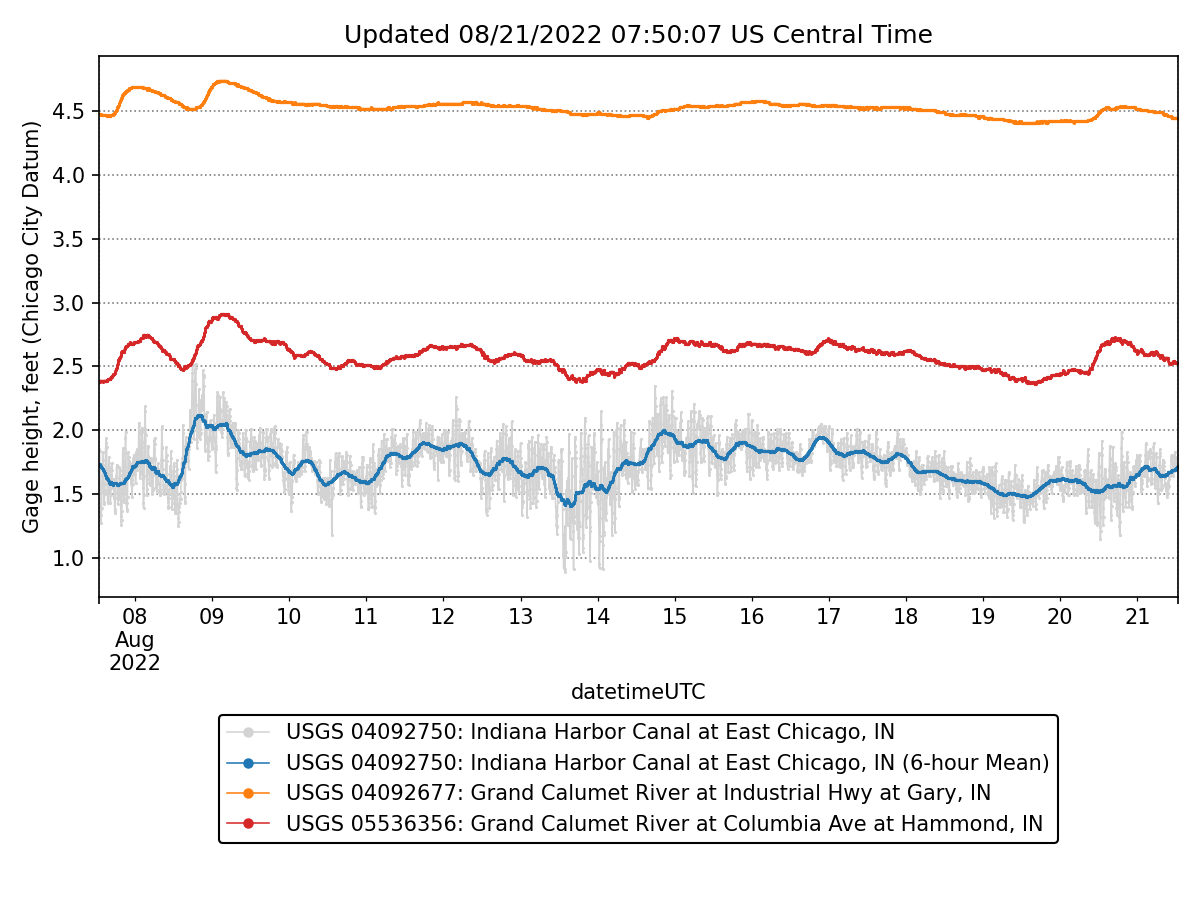 Updated 08/21/2022 07:50:07 US Central Time
Gage height, feet (Chicago City Datum)
4.5
4.0
3.5
3.0
2.5
2.0
1.5
1.0
08 09 10 11 12 13 14 15 16 17 18 19 20 21
Aug
2022
datetimeUTC
USGS 04092750: Indiana Harbor Canal at East Chicago, IN
USGS 04092750: Indiana Harbor Canal at East Chicago, IN (6-hour Mean)
USGS 04092677: Grand Calumet River at Industrial Hwy at Gary, IN
USGS 05536356: Grand Calumet River at Columbia Ave at Hammond, IN